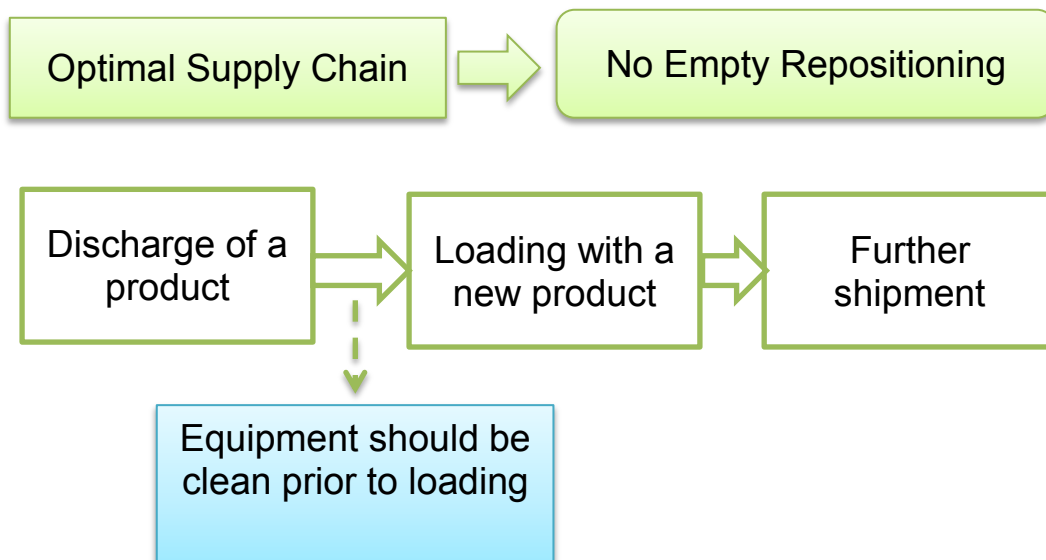 Optimal Supply Chain
No Empty Repositioning
Discharge of a
product
Loading with a
new product
Further
shipment
Equipment should be
clean prior to loading